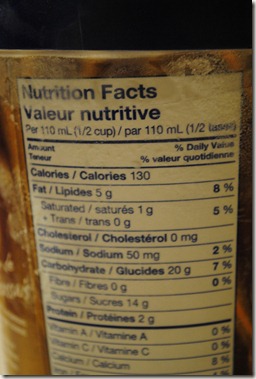 Nutrition Facts
Valeur nutritive
Per 110 mL (1/2 cup) / par 110 mL (1/2 tasse)
Amount % Daily Value
Teneur % valeur quotidienne
Calories / Calories 130
Fat / Lipides 5 g 8 %
Saturated / saturés 1 g 5 %
+ Trans / trans 0 g
Cholesterol / Cholestérol 0 mg
Sodium / Sodium 50 mg 2 %
Carbohydrate / Glucides 20 g 7 %
Fibre / Fibres 0 g 0 %
Sugars / Sucres 14 g
Protein / Protéines 2 g
Vitamin A / Vitamine A 0 %
Vitamin C / Vitamine C 0 %
Calcium / Calcium 8 %